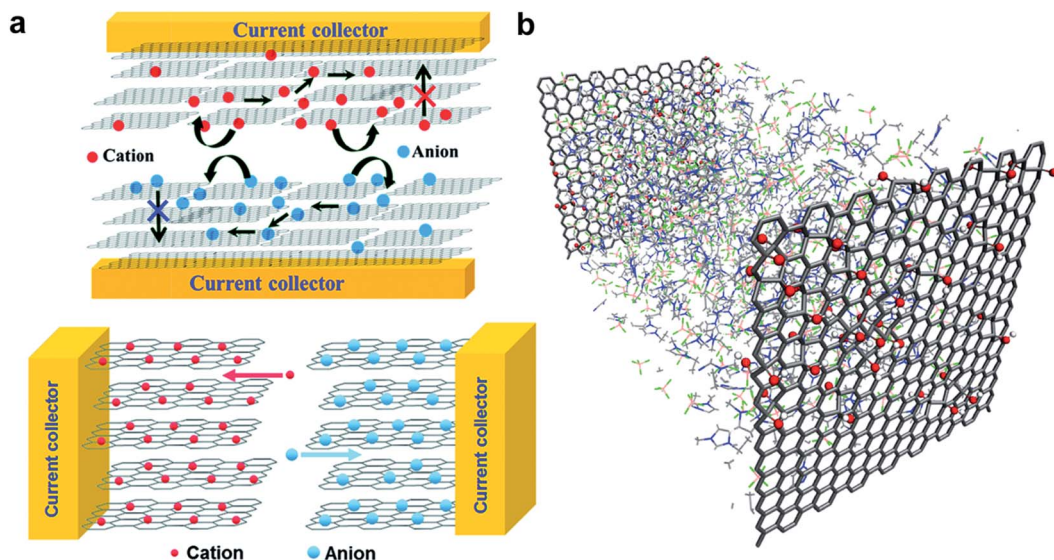 a
Current collector
Cation
Anion
Current collector
Current collector
Current collector
Cation
Anion
b